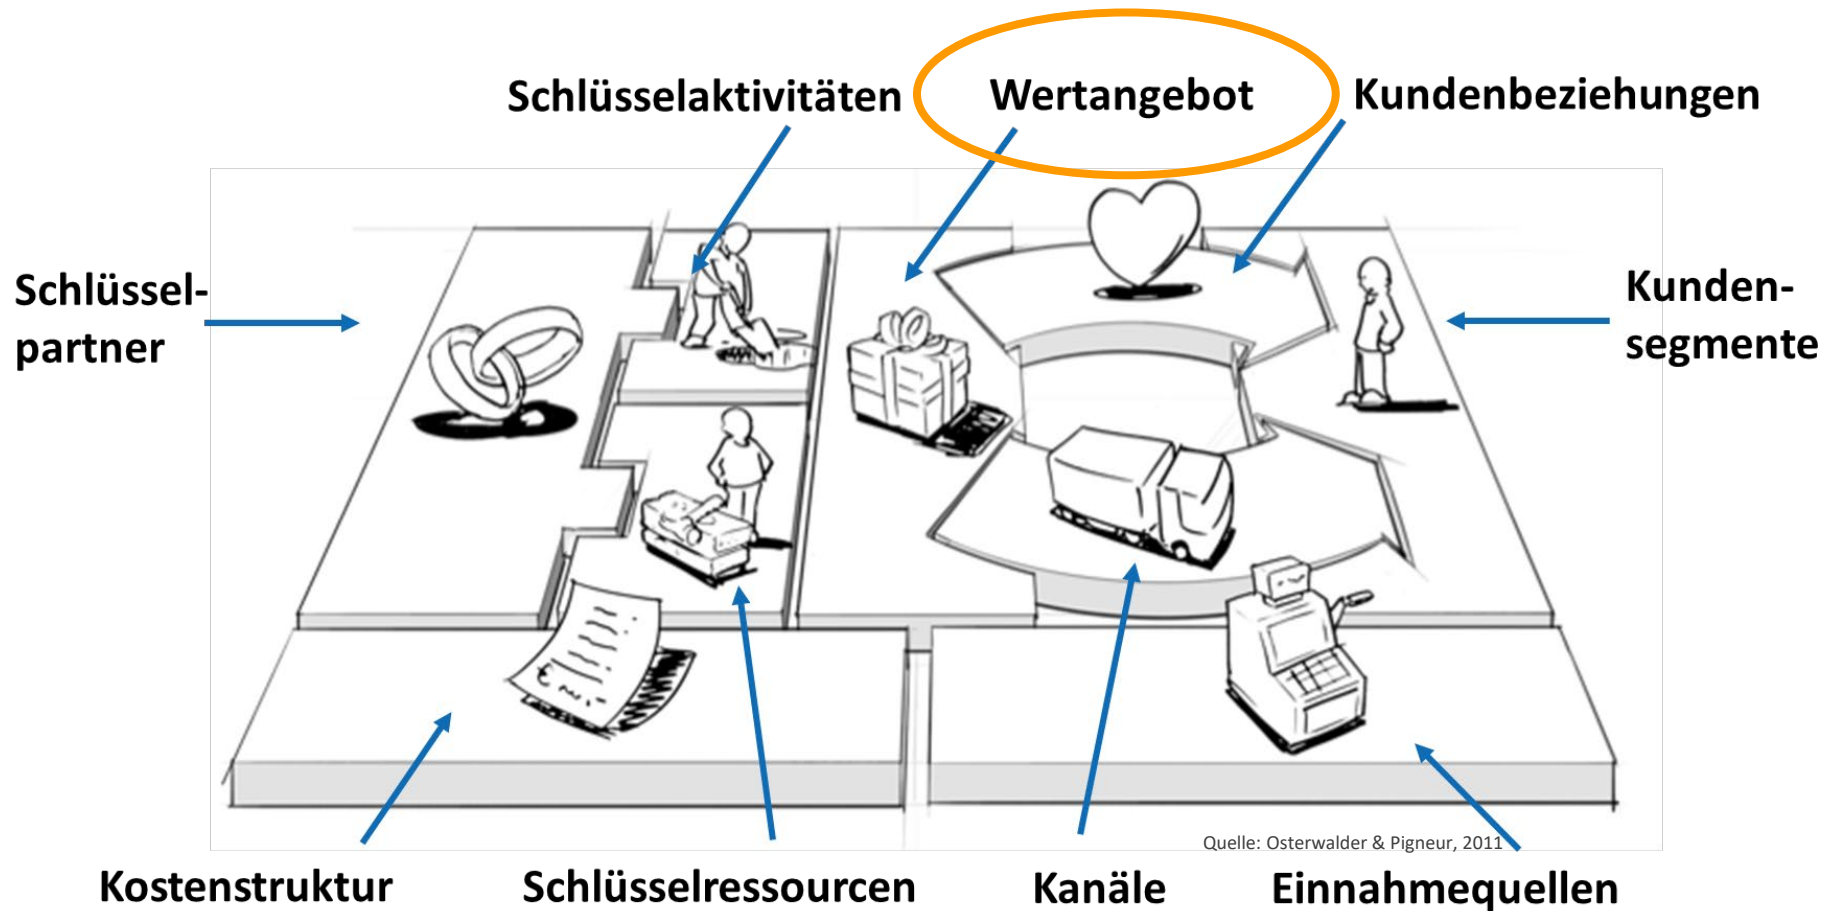 Schlüsselaktivitäten
Wertangebot
Kundenbeziehungen
Schlüssel-
partner
Kunden-
segmente
Quelle: Osterwalder & Pigneur, 2011
Kostenstruktur
Schlüsselressourcen
Kanäle
Einnahmequellen